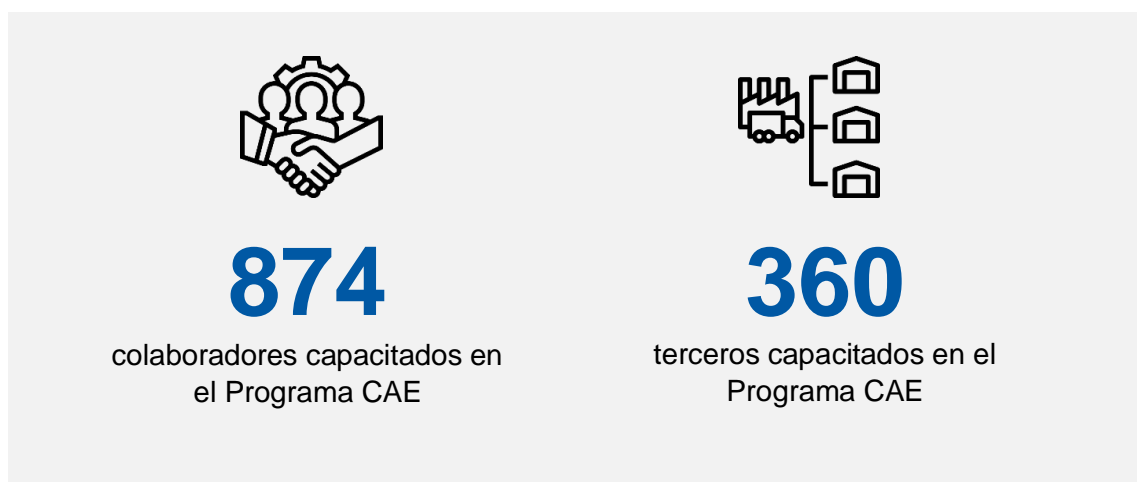 874
colaboradores capacitados en
el Programa CAE
360
terceros capacitados en el
Programa CAE